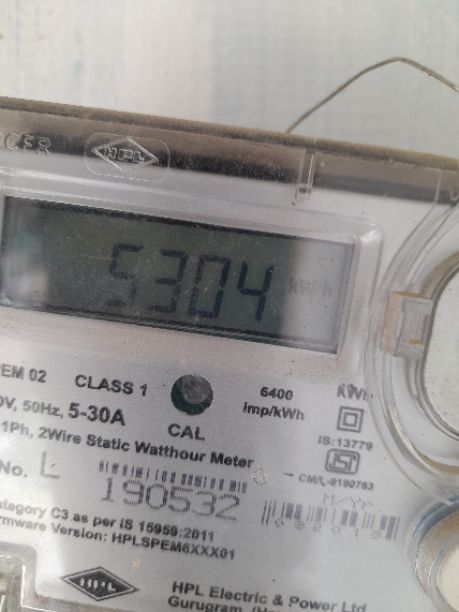 HPL
5304 kWh
PEM 02 CLASS 1 6400 imp/kWh KWh
0V, 50Hz, 5-30A CAL
1Ph, 2Wire Static Watthour Meter IS:13779
No. L 190532 CM/L-9190783
M/YY
ategory C3 as per IS 15959:2011
rmware Version: HPLSPEM6XXX01
HPL HPL Electric & Power Ltd
Gurugram,